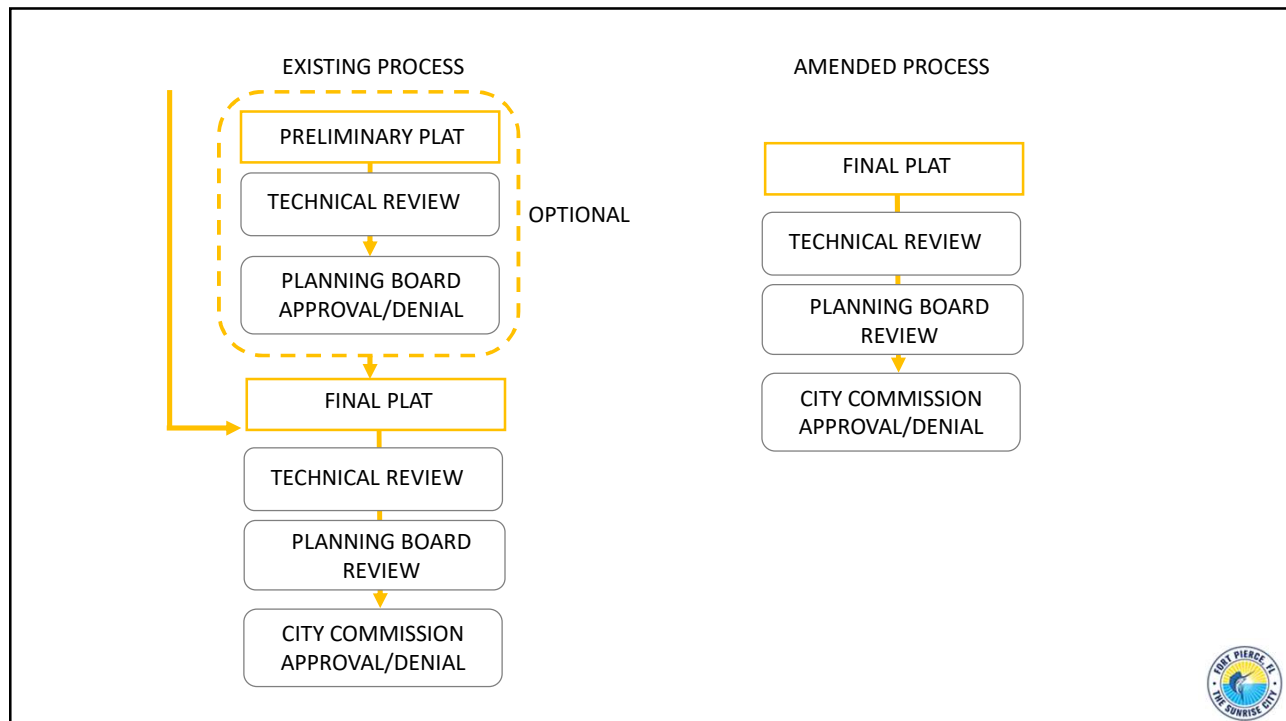 EXISTING PROCESS
PRELIMINARY PLAT
TECHNICAL REVIEW
OPTIONAL
PLANNING BOARD
APPROVAL/DENIAL
FINAL PLAT
TECHNICAL REVIEW
PLANNING BOARD
REVIEW
CITY COMMISSION
APPROVAL/DENIAL
AMENDED PROCESS
FINAL PLAT
TECHNICAL REVIEW
PLANNING BOARD
REVIEW
CITY COMMISSION
APPROVAL/DENIAL
FORT PIERCE, FL
THE SUNRISE CITY